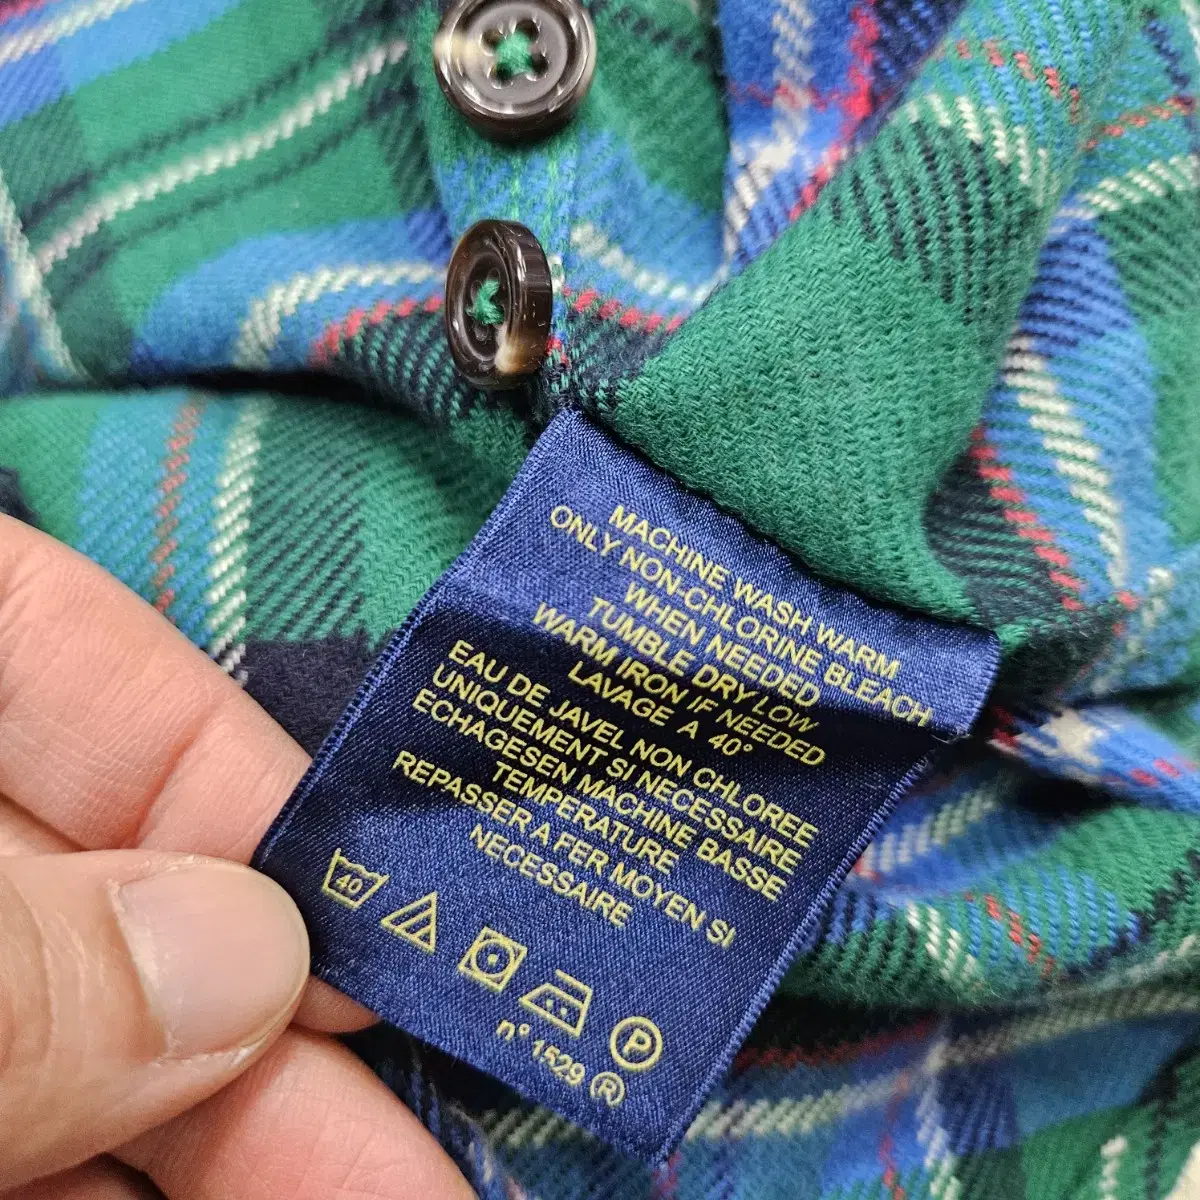 MACHINE WASH WARM
ONLY NON-CHLORINE BLEACH
WHEN NEEDED
TUMBLE DRY LOW
WARM IRON IF NEEDED
LAVAGE A 40°
EAU DE JAVEL NON CHLOREE
UNIQUEMENT SI NECESSAIRE
ECHAGESEN MACHINE BASSE
TEMPERATURE
REPASSER A FER MOYEN SI
NECESSAIRE
40
P
n° 1529 ®